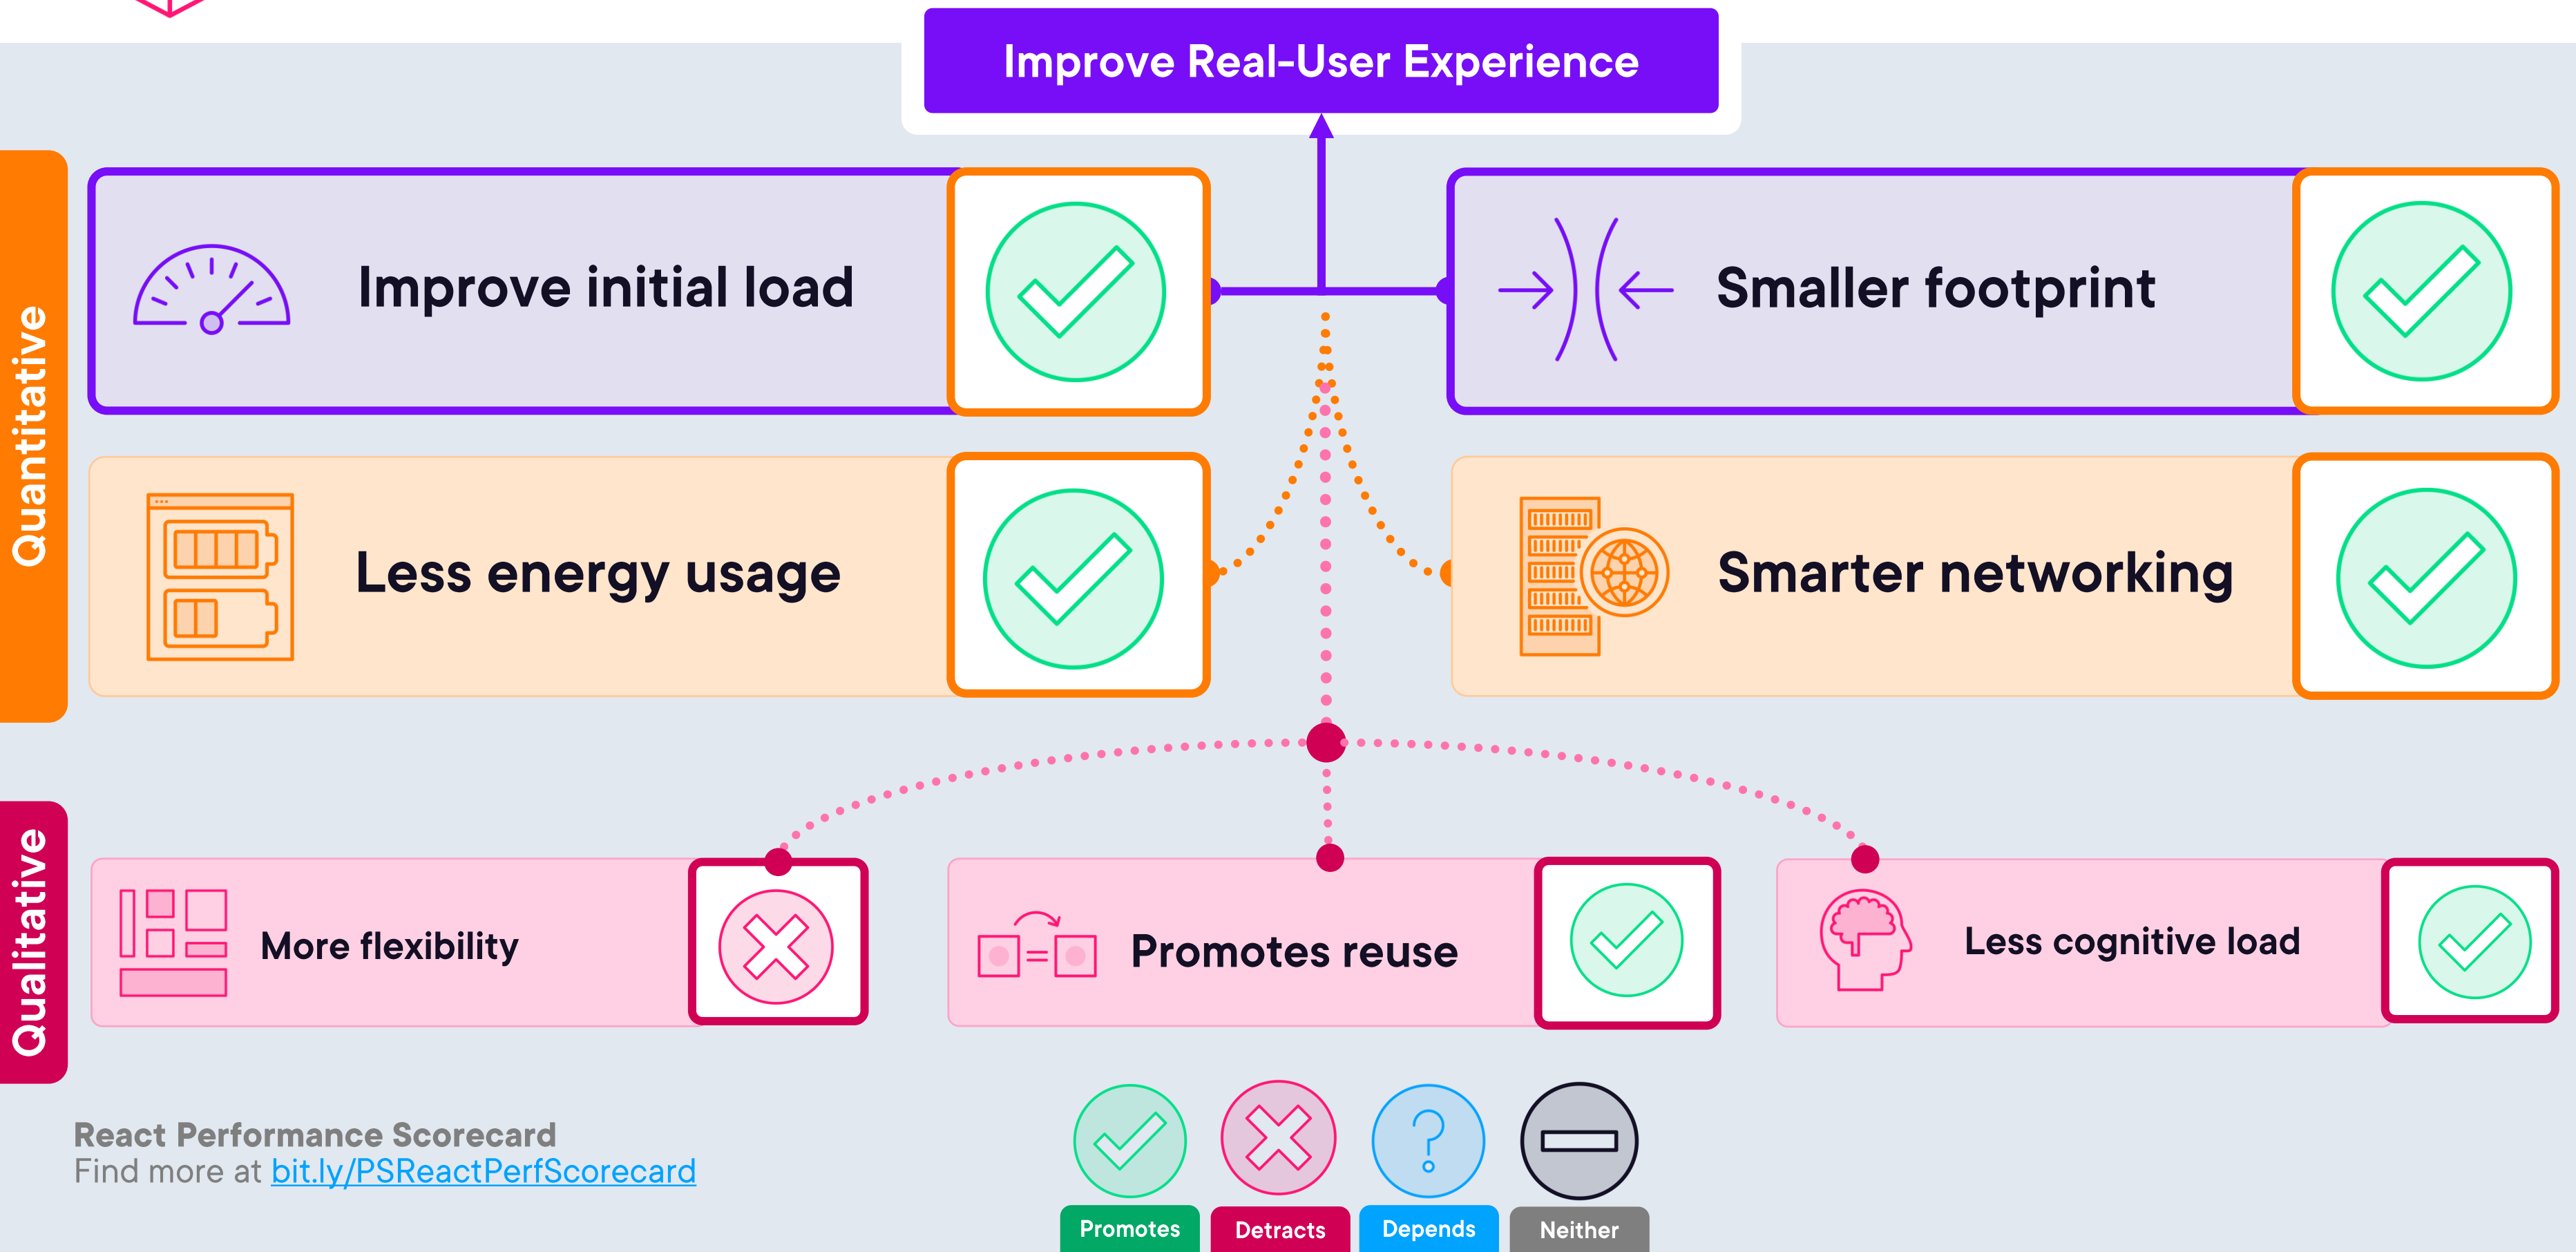 Improve Real-User Experience
Quantitative
Improve initial load
Smaller footprint
Less energy usage
Smarter networking
Qualitative
More flexibility
Promotes reuse
Less cognitive load
React Performance Scorecard
Find more at bit.ly/PSReactPerfScorecard
Promotes
Detracts
Depends
Neither